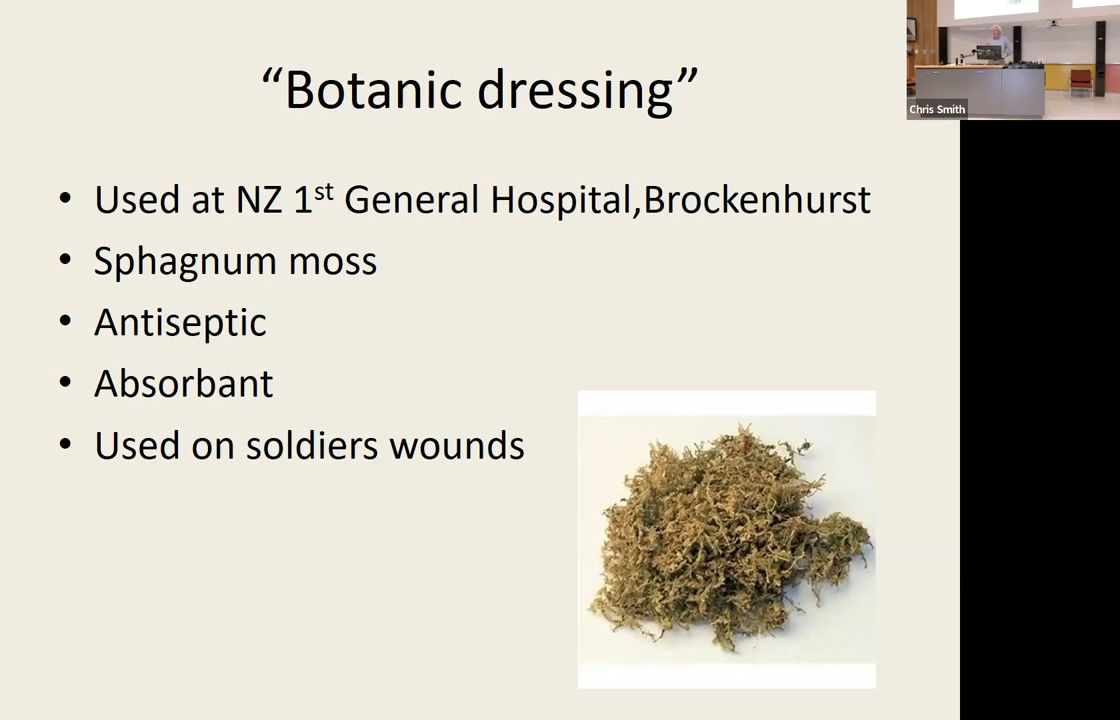 “Botanic dressing”
• Used at NZ 1st General Hospital,Brockenhurst
• Sphagnum moss
• Antiseptic
• Absorbant
• Used on soldiers wounds
Chris Smith